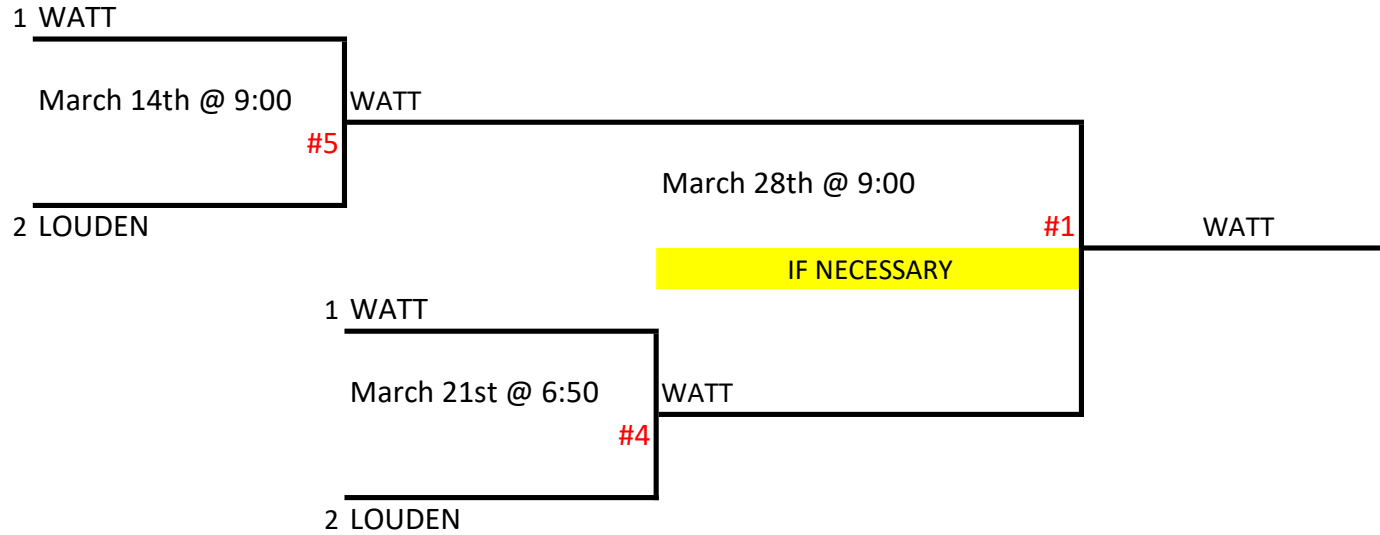 1 WATT
March 14th @ 9:00
WATT
#5
March 28th @ 9:00
2 LOUDEN
#1
WATT
IF NECESSARY
1 WATT
March 21st @ 6:50
WATT
#4
2 LOUDEN